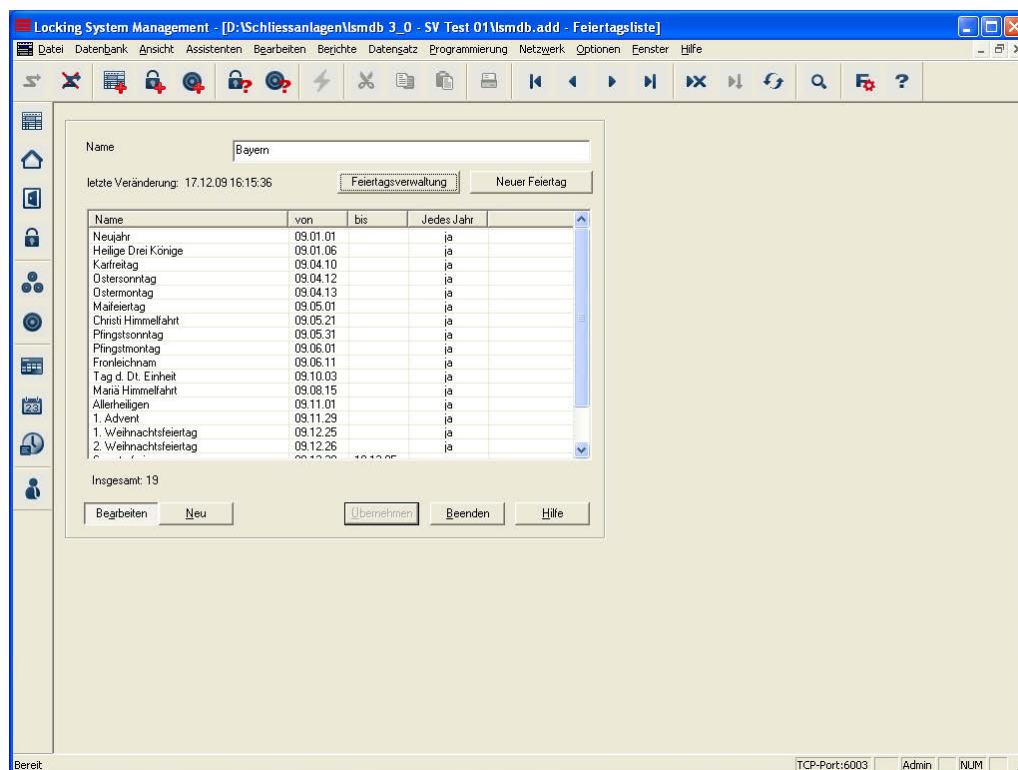 Locking System Management - [D:\Schliessanlagen\lsmdb 3_0 - SV Test 01\lsmdb.add - Feiertagsliste]
Datei Datenbank Ansicht Assistenten Bearbeiten Berichte Datensatz Programmierung Netzwerk Optionen Fenster Hilfe
Name Bayern
letzte Veränderung: 17.12.09 16:15:36 Feiertagsverwaltung Neuer Feiertag
Name von bis Jedes Jahr
Neujahr 09.01.01 ja
Heilige Drei Könige 09.01.06 ja
Karfreitag 09.04.10 ja
Ostersonntag 09.04.12 ja
Ostermontag 09.04.13 ja
Maifeiertag 09.05.01 ja
Christi Himmelfahrt 09.05.21 ja
Pfingstsonntag 09.05.31 ja
Pfingstmontag 09.06.01 ja
Fronleichnam 09.06.11 ja
Tag d. Dt. Einheit 09.10.03 ja
Mariä Himmelfahrt 09.08.15 ja
Allerheiligen 09.11.01 ja
1. Advent 09.11.29 ja
1. Weihnachtsfeiertag 09.12.25 ja
2. Weihnachtsfeiertag 09.12.26 ja
Insgesamt: 19
Bearbeiten Neu Übernehmen Beenden Hilfe
Bereit TCP-Port:6003 Admin NUM